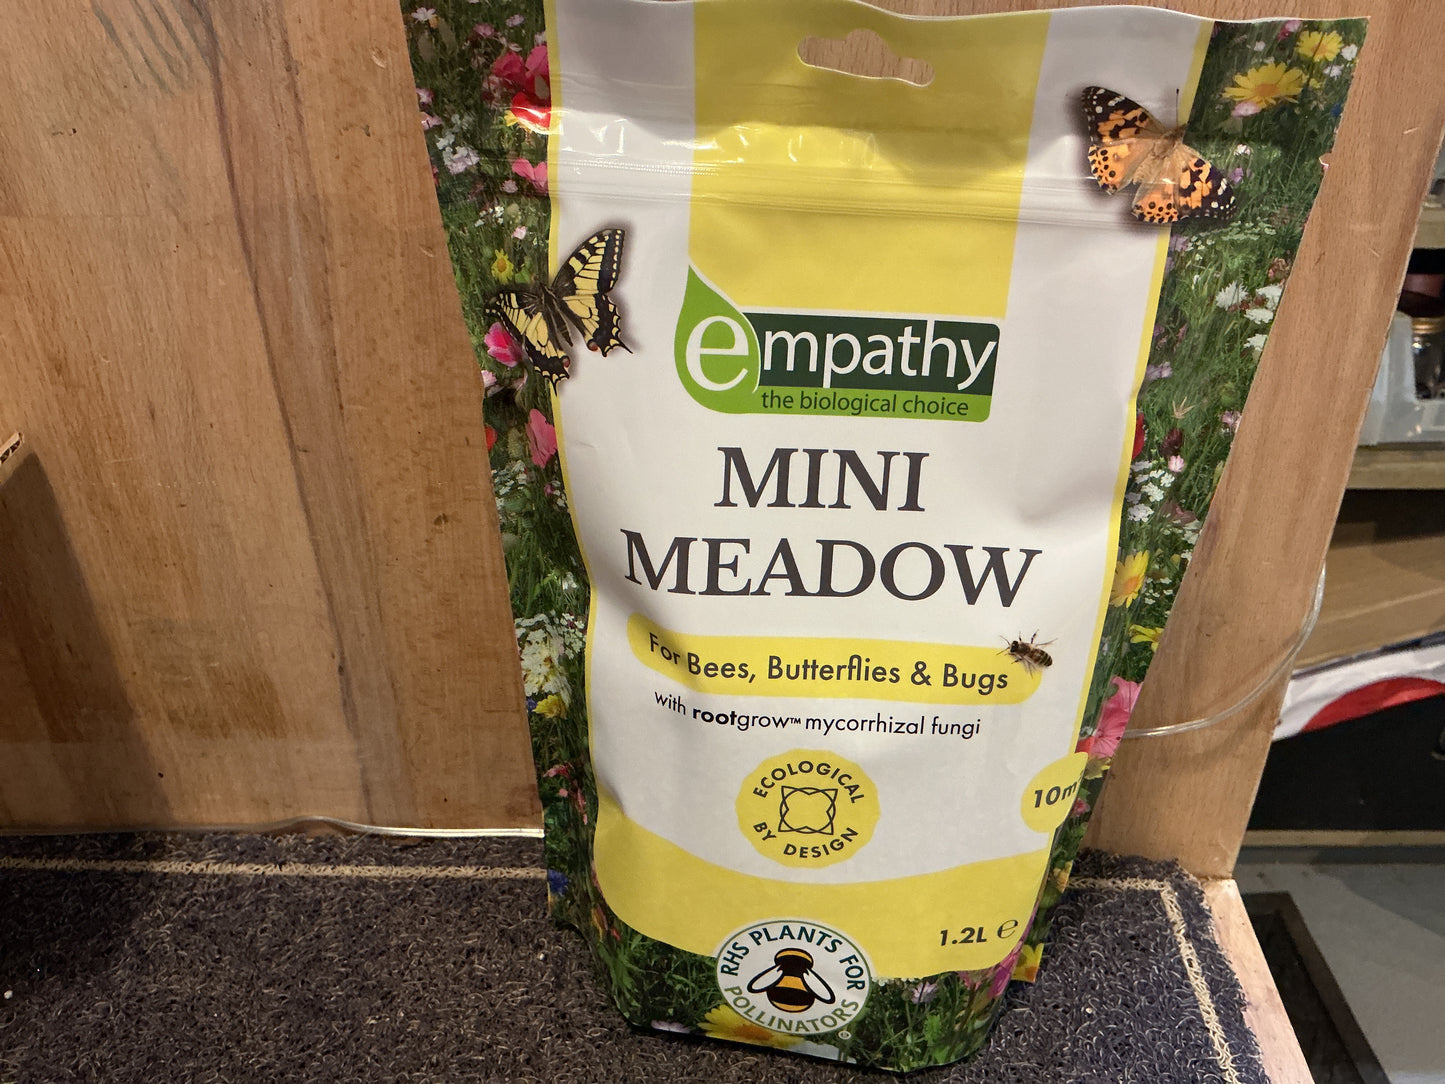 empathy
the biological choice
MINI
MEADOW
For Bees, Butterflies & Bugs
with rootgrow™ mycorrhizal fungi
ECOLOGICAL
BY DESIGN
10m
1.2L ℮
RHS PLANTS FOR
POLLINATORS